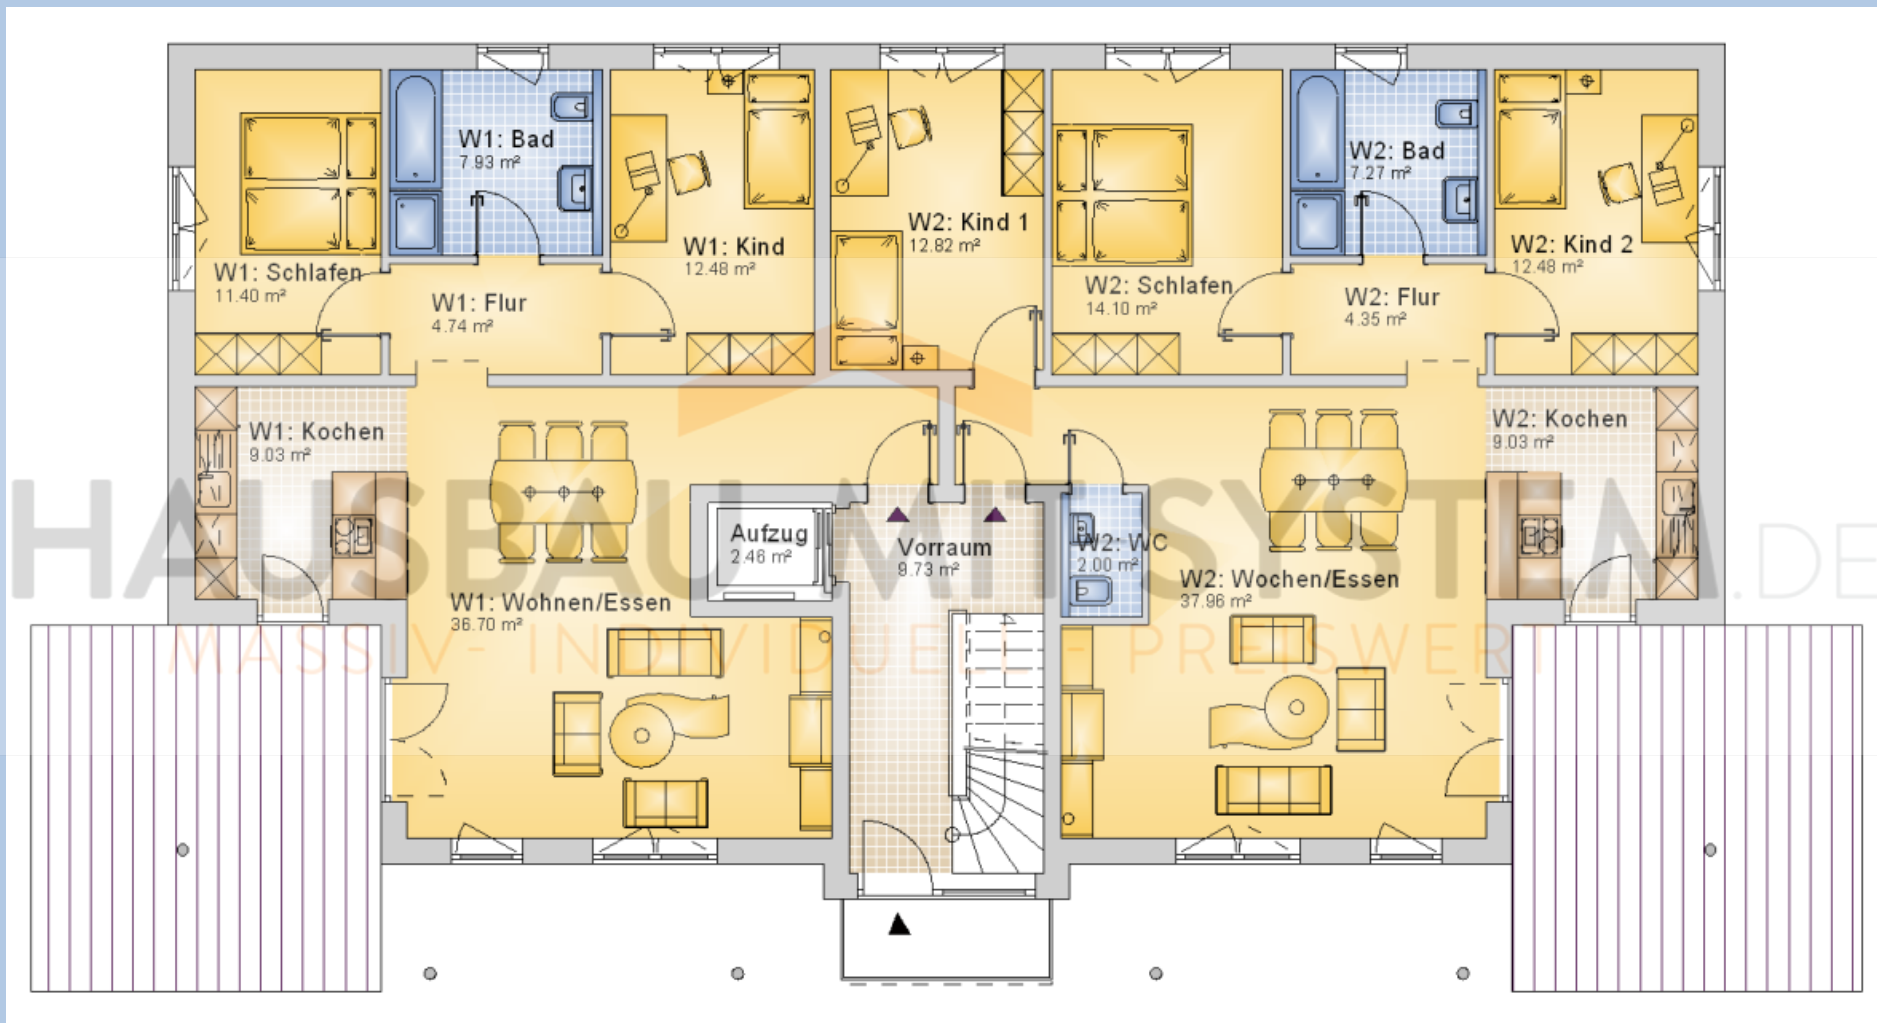 W1: Bad
7.93 m²
W2: Bad
7.27 m²
W2: Kind 1
12.82 m²
W1: Kind
12.48 m²
W2: Kind 2
12.48 m²
W1: Schlafen
11.40 m²
W2: Schlafen
14.10 m²
W1: Flur
4.74 m²
W2: Flur
4.35 m²
W1: Kochen
9.03 m²
W2: Kochen
9.03 m²
HAUSBAU MIT SYSTEM.DE
Aufzug
2.46 m²
Vorraum
9.73 m²
W2: WC
2.00 m²
W2: Wochen/Essen
37.96 m²
W1: Wohnen/Essen
36.70 m²
MASSIV - INDIVIDUELL - PREISWERT